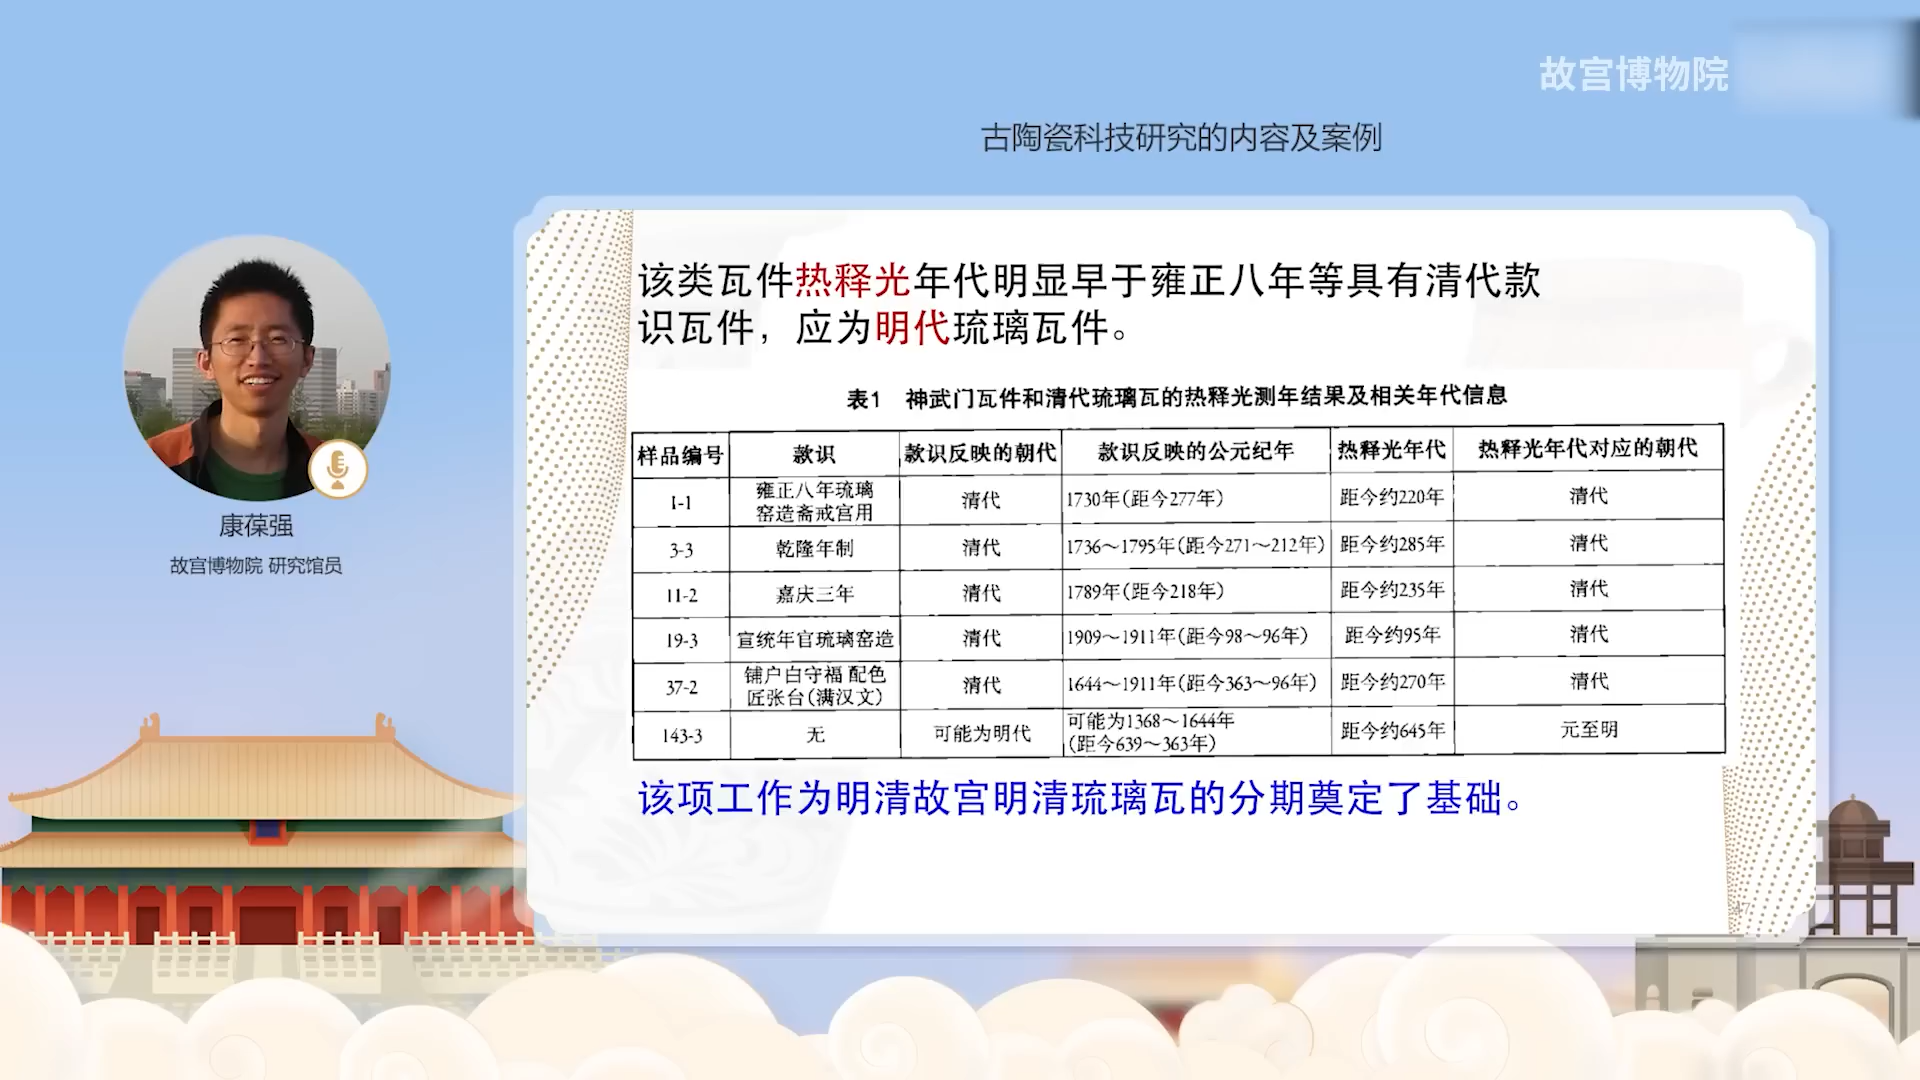 故宫博物院
古陶瓷科技研究的内容及案例
康葆强
故宫博物院 研究馆员
该类瓦件热释光年代明显早于雍正八年等具有清代款
识瓦件，应为明代琉璃瓦件。
表1 神武门瓦件和清代琉璃瓦的热释光测年结果及相关年代信息
样品编号 款识 款识反映的朝代 款识反映的公元纪年 热释光年代 热释光年代对应的朝代
1-1 雍正八年琉璃窑造斋戒宫用 清代 1730年(距今277年) 距今约220年 清代
3-3 乾隆年制 清代 1736～1795年(距今271～212年) 距今约285年 清代
11-2 嘉庆三年 清代 1789年(距今218年) 距今约235年 清代
19-3 宣统年官琉璃窑造 清代 1909～1911年(距今98～96年) 距今约95年 清代
37-2 铺户白守福 配色匠张台(满汉文) 清代 1644～1911年(距今363～96年) 距今约270年 清代
143-3 无 可能为明代 可能为1368～1644年(距今639～363年) 距今约645年 元至明
该项工作为明清故宫明清琉璃瓦的分期奠定了基础。